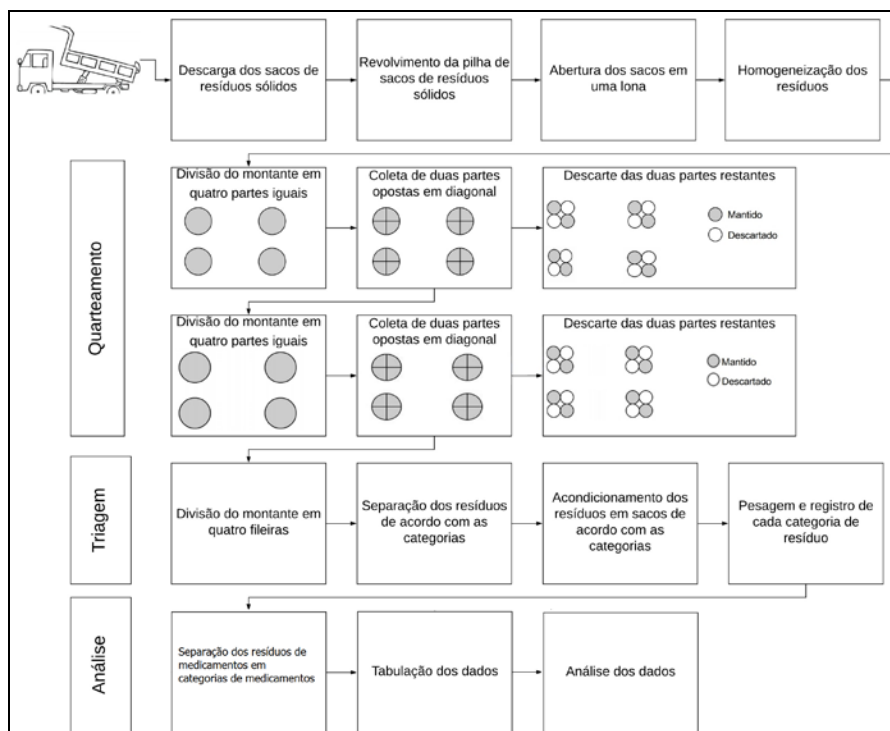 Descarga dos sacos de
resíduos sólidos
Revolvimento da pilha de
sacos de resíduos
sólidos
Abertura dos sacos em
uma lona
Homogeneização dos
resíduos
Quarteamento
Divisão do montante em
quatro partes iguais
Coleta de duas partes
opostas em diagonal
Descarte das duas partes restantes
Mantido
Descartado
Divisão do montante em
quatro partes iguais
Coleta de duas partes
opostas em diagonal
Descarte das duas partes restantes
Mantido
Descartado
Triagem
Divisão do montante em
quatro fileiras
Separação dos resíduos
de acordo com as
categorias
Acondicionamento dos
resíduos em sacos de
acordo com as
categorias
Pesagem e registro de
cada categoria de
resíduo
Análise
Separação dos resíduos de
medicamentos em
categorias de medicamentos
Tabulação dos dados
Análise dos dados